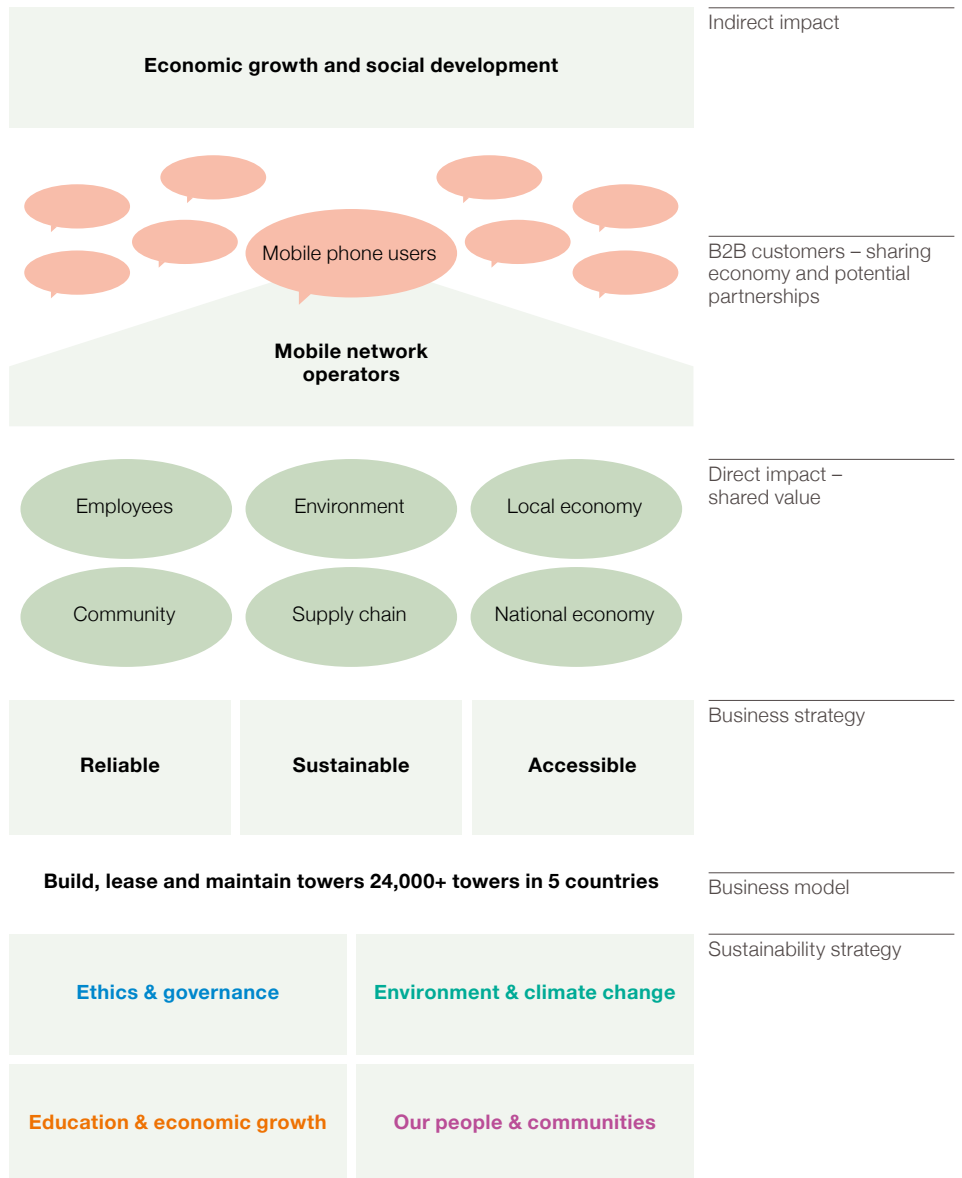 Indirect impact
Economic growth and social development
Mobile phone users
B2B customers – sharing
economy and potential
partnerships
Mobile network
operators
Direct impact –
shared value
Employees
Environment
Local economy
Community
Supply chain
National economy
Business strategy
Reliable
Sustainable
Accessible
Build, lease and maintain towers 24,000+ towers in 5 countries
Business model
Sustainability strategy
Ethics & governance
Environment & climate change
Education & economic growth
Our people & communities